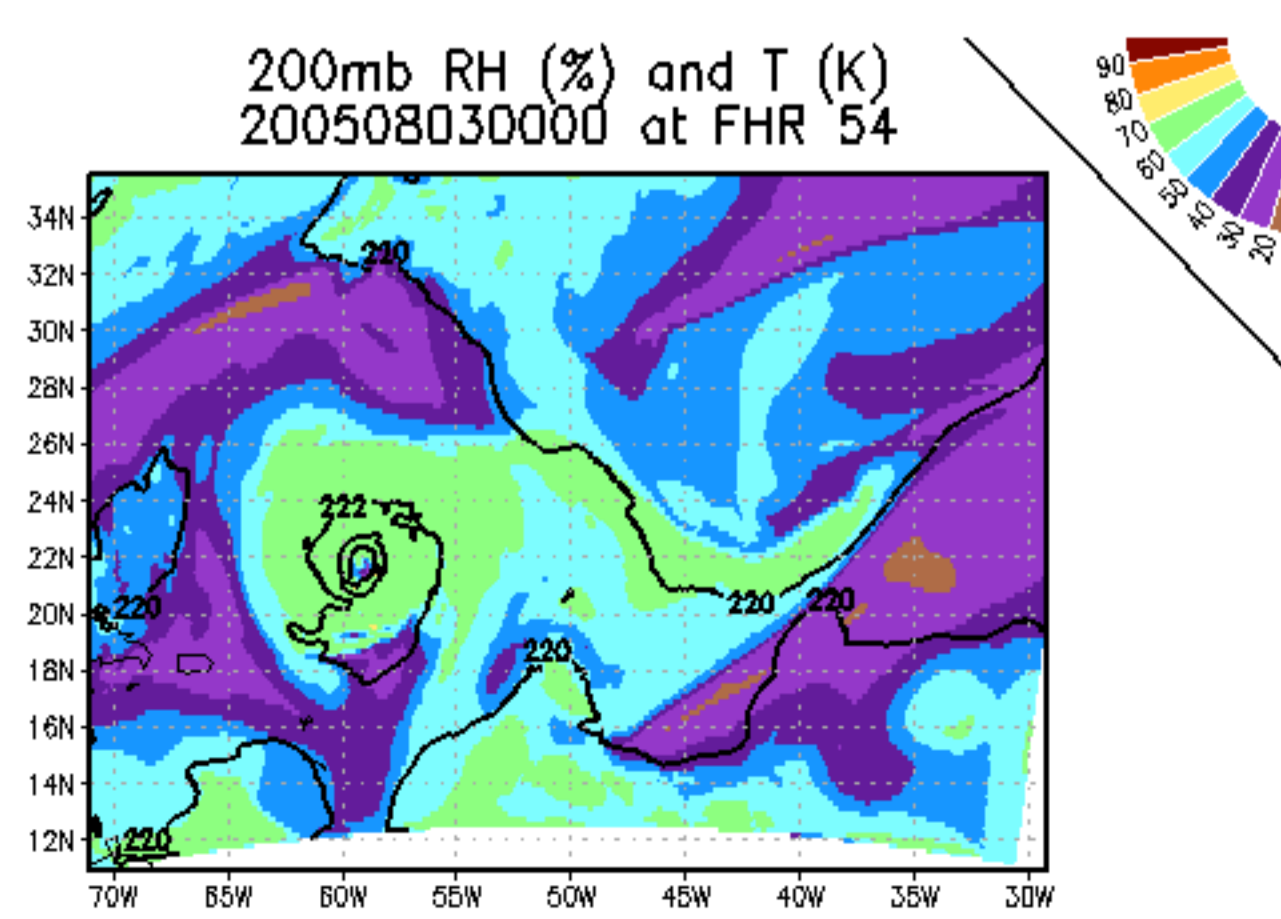 200mb RH (%) and T (K)
200508030000 at FHR 54
90
80
70
60
50
40
30
20
34N
32N
30N
28N
26N
24N
22N
20N
18N
16N
14N
12N
220
222
220
220
220
220
220
70W
65W
60W
55W
50W
45W
40W
35W
30W